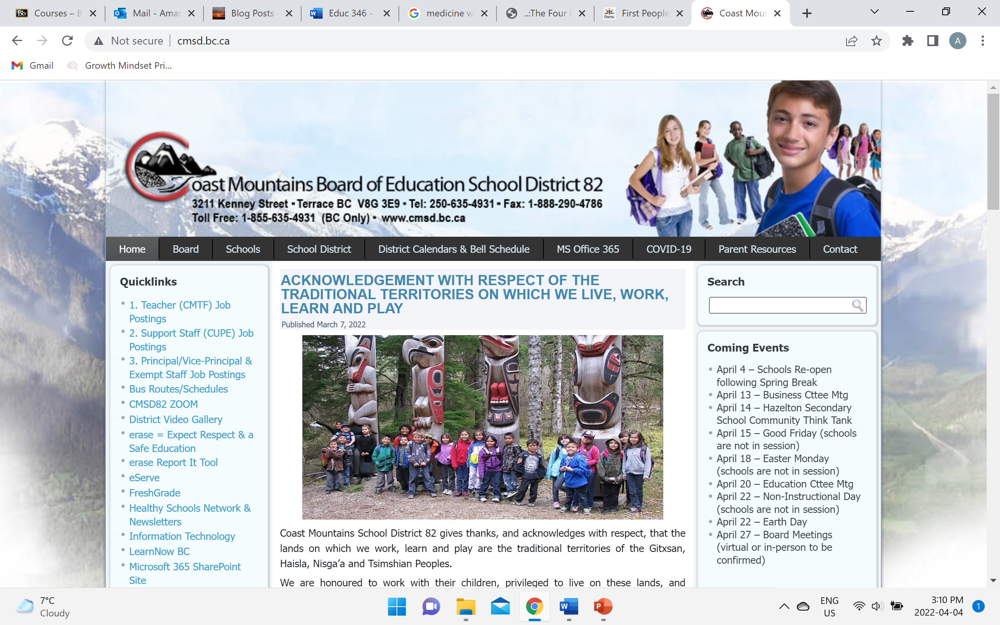 Courses – B
Mail - Amar
Blog Posts -
Educ 346 -
medicine w
..:The Four
First People
Coast Mour
Not secure
cmsd.bc.ca
A
Gmail
Growth Mindset Pri...
oast Mountains Board of Education School District 82
3211 Kenney Street ▪ Terrace BC V8G 3E9 ▪ Tel: 250-635-4931 ▪ Fax: 1-888-290-4786
Toll Free: 1-855-635-4931 (BC Only) ▪ www.cmsd.bc.ca
Home
Board
Schools
School District
District Calendars & Bell Schedule
MS Office 365
COVID-19
Parent Resources
Contact
Quicklinks
1. Teacher (CMTF) Job
Postings
2. Support Staff (CUPE) Job
Postings
3. Principal/Vice-Principal &
Exempt Staff Job Postings
Bus Routes/Schedules
CMSD82 ZOOM
District Video Gallery
erase = Expect Respect & a
Safe Education
erase Report It Tool
eServe
FreshGrade
Healthy Schools Network &
Newsletters
Information Technology
LearnNow BC
Microsoft 365 SharePoint
Site
ACKNOWLEDGEMENT WITH RESPECT OF THE
TRADITIONAL TERRITORIES ON WHICH WE LIVE, WORK,
LEARN AND PLAY
Published March 7, 2022
Coast Mountains School District 82 gives thanks, and acknowledges with respect, that the
lands on which we work, learn and play are the traditional territories of the Gitxsan,
Haisla, Nisga’a and Tsimshian Peoples.
We are honoured to work with their children, privileged to live on these lands, and
Search
Coming Events
April 4 – Schools Re-open
following Spring Break
April 13 – Business Cttee Mtg
April 14 – Hazelton Secondary
School Community Think Tank
April 15 – Good Friday (schools
are not in session)
April 18 – Easter Monday
(schools are not in session)
April 20 – Education Cttee Mtg
April 22 – Non-Instructional Day
(schools are not in session)
April 22 – Earth Day
April 27 – Board Meetings
(virtual or in-person to be
confirmed)
7°C
Cloudy
ENG
US
3:10 PM
2022-04-04
1